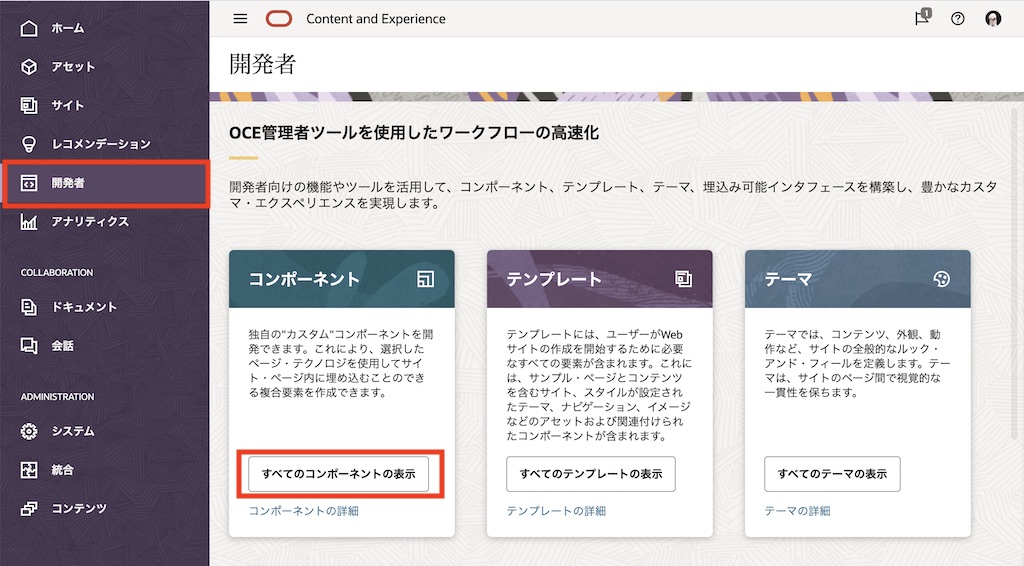 ホーム
アセット
サイト
レコメンデーション
開発者
アナリティクス
COLLABORATION
ドキュメント
会話
ADMINISTRATION
システム
統合
コンテンツ
Content and Experience
1
開発者
OCE管理者ツールを使用したワークフローの高速化
開発者向けの機能やツールを活用して、コンポーネント、テンプレート、テーマ、埋込み可能インタフェースを構築し、豊かなカスタ
マ・エクスペリエンスを実現します。
コンポーネント
独自の"カスタム"コンポーネントを開
発できます。これにより、選択した
ページ・テクノロジを使用してサイ
ト・ページ内に埋め込むことのでき
る複合要素を作成できます。
すべてのコンポーネントの表示
コンポーネントの詳細
テンプレート
テンプレートには、ユーザーがWeb
サイトの作成を開始するために必要
なすべての要素が含まれます。これに
は、サンプル・ページとコンテンツ
を含むサイト、スタイルが設定され
たテーマ、ナビゲーション、イメージ
などのアセットおよび関連付けられ
たコンポーネントが含まれます。
すべてのテンプレートの表示
テンプレートの詳細
テーマ
テーマでは、コンテンツ、外観、動
作など、サイトの全般的なルック・
アンド・フィールを定義します。テー
マは、サイトのページ間で視覚的な
一貫性を保ちます。
すべてのテーマの表示
テーマの詳細